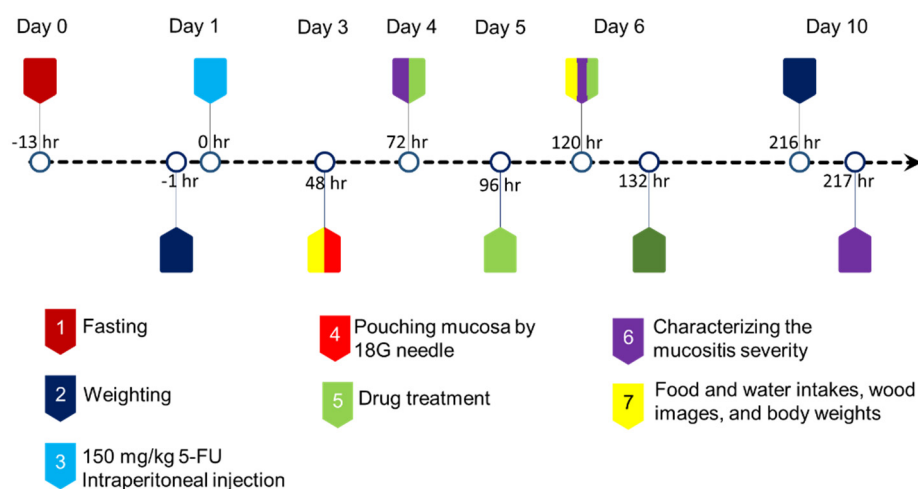 Day 0 Day 1 Day 3 Day 4 Day 5 Day 6 Day 10
-13 hr 0 hr 72 hr 120 hr 216 hr
-1 hr 48 hr 96 hr 132 hr 217 hr
1 Fasting
2 Weighting
3 150 mg/kg 5-FU
Intraperitoneal injection
4 Pouching mucosa by
18G needle
5 Drug treatment
6 Characterizing the
mucositis severity
7 Food and water intakes, wood
images, and body weights